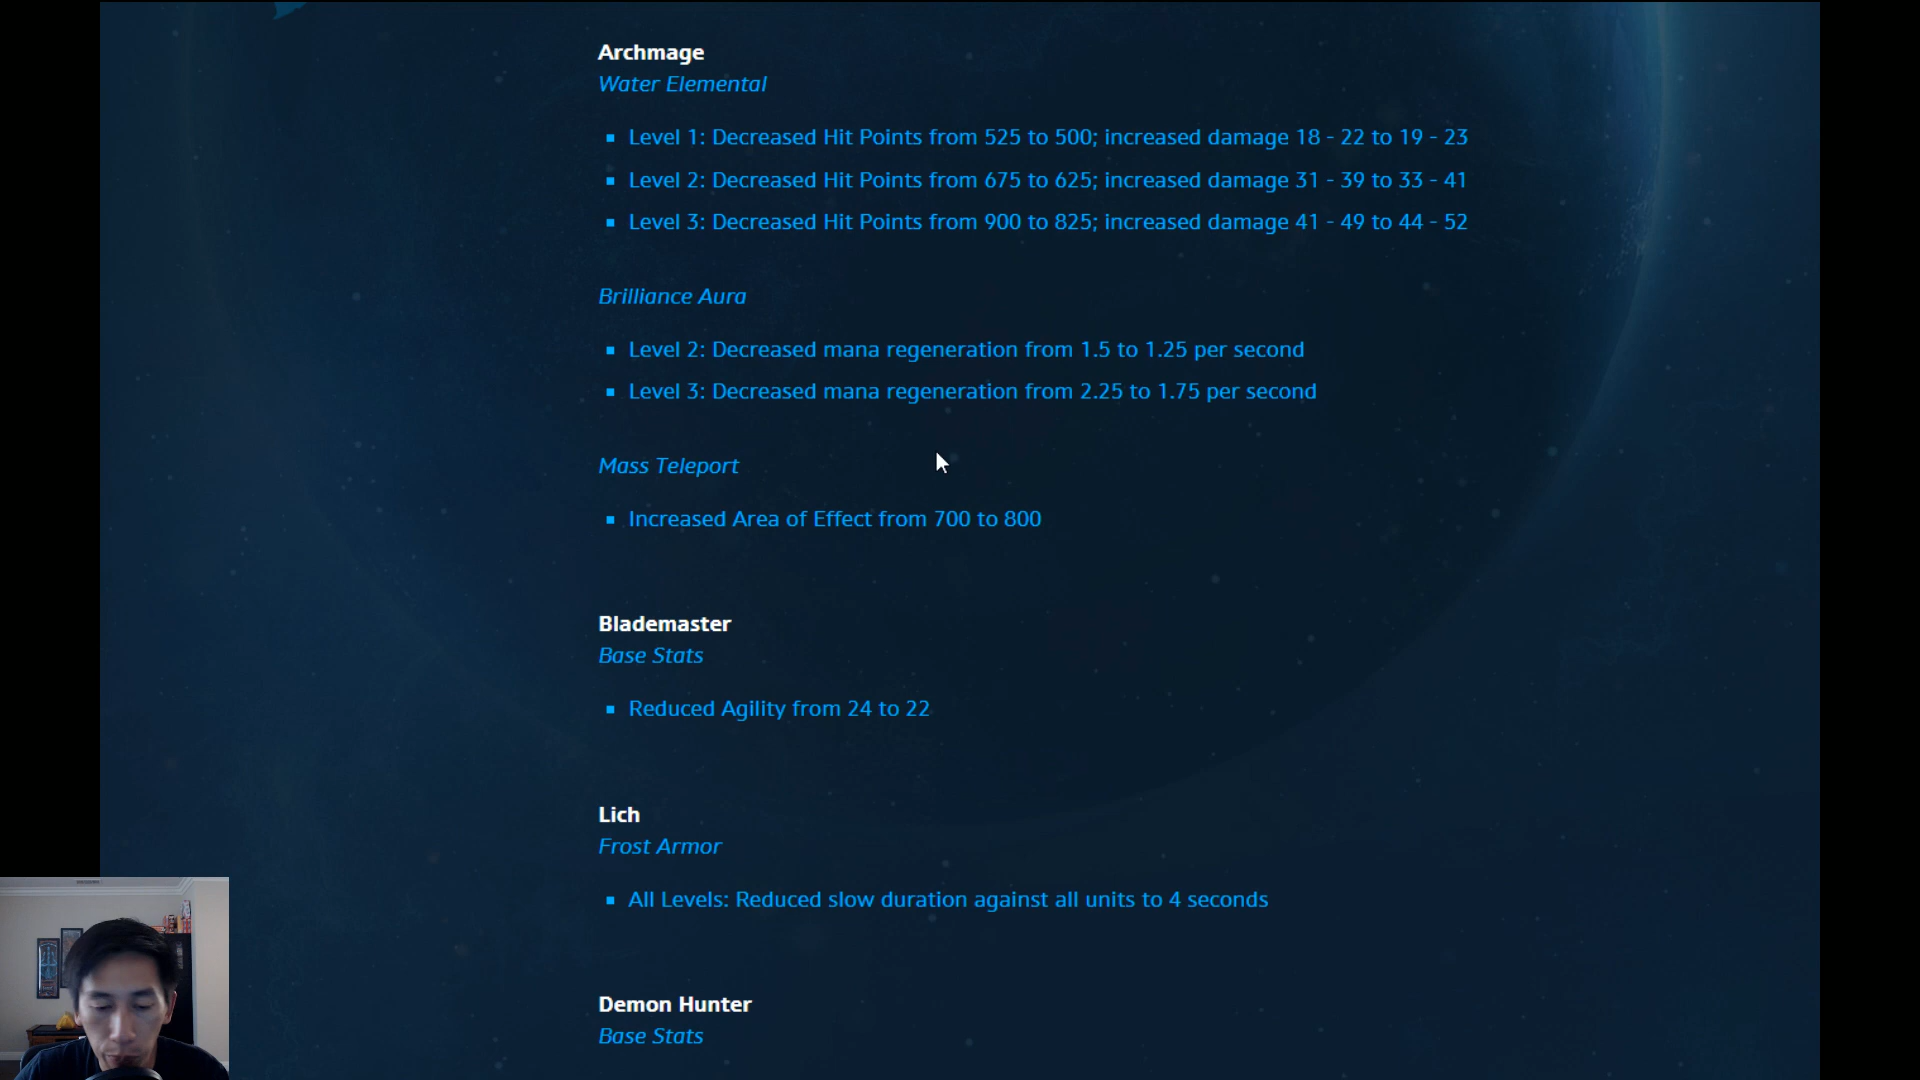 Archmage
Water Elemental
Level 1: Decreased Hit Points from 525 to 500; increased damage 18 - 22 to 19 - 23
Level 2: Decreased Hit Points from 675 to 625; increased damage 31 - 39 to 33 - 41
Level 3: Decreased Hit Points from 900 to 825; increased damage 41 - 49 to 44 - 52
Brilliance Aura
Level 2: Decreased mana regeneration from 1.5 to 1.25 per second
Level 3: Decreased mana regeneration from 2.25 to 1.75 per second
Mass Teleport
Increased Area of Effect from 700 to 800
Blademaster
Base Stats
Reduced Agility from 24 to 22
Lich
Frost Armor
All Levels: Reduced slow duration against all units to 4 seconds
Demon Hunter
Base Stats